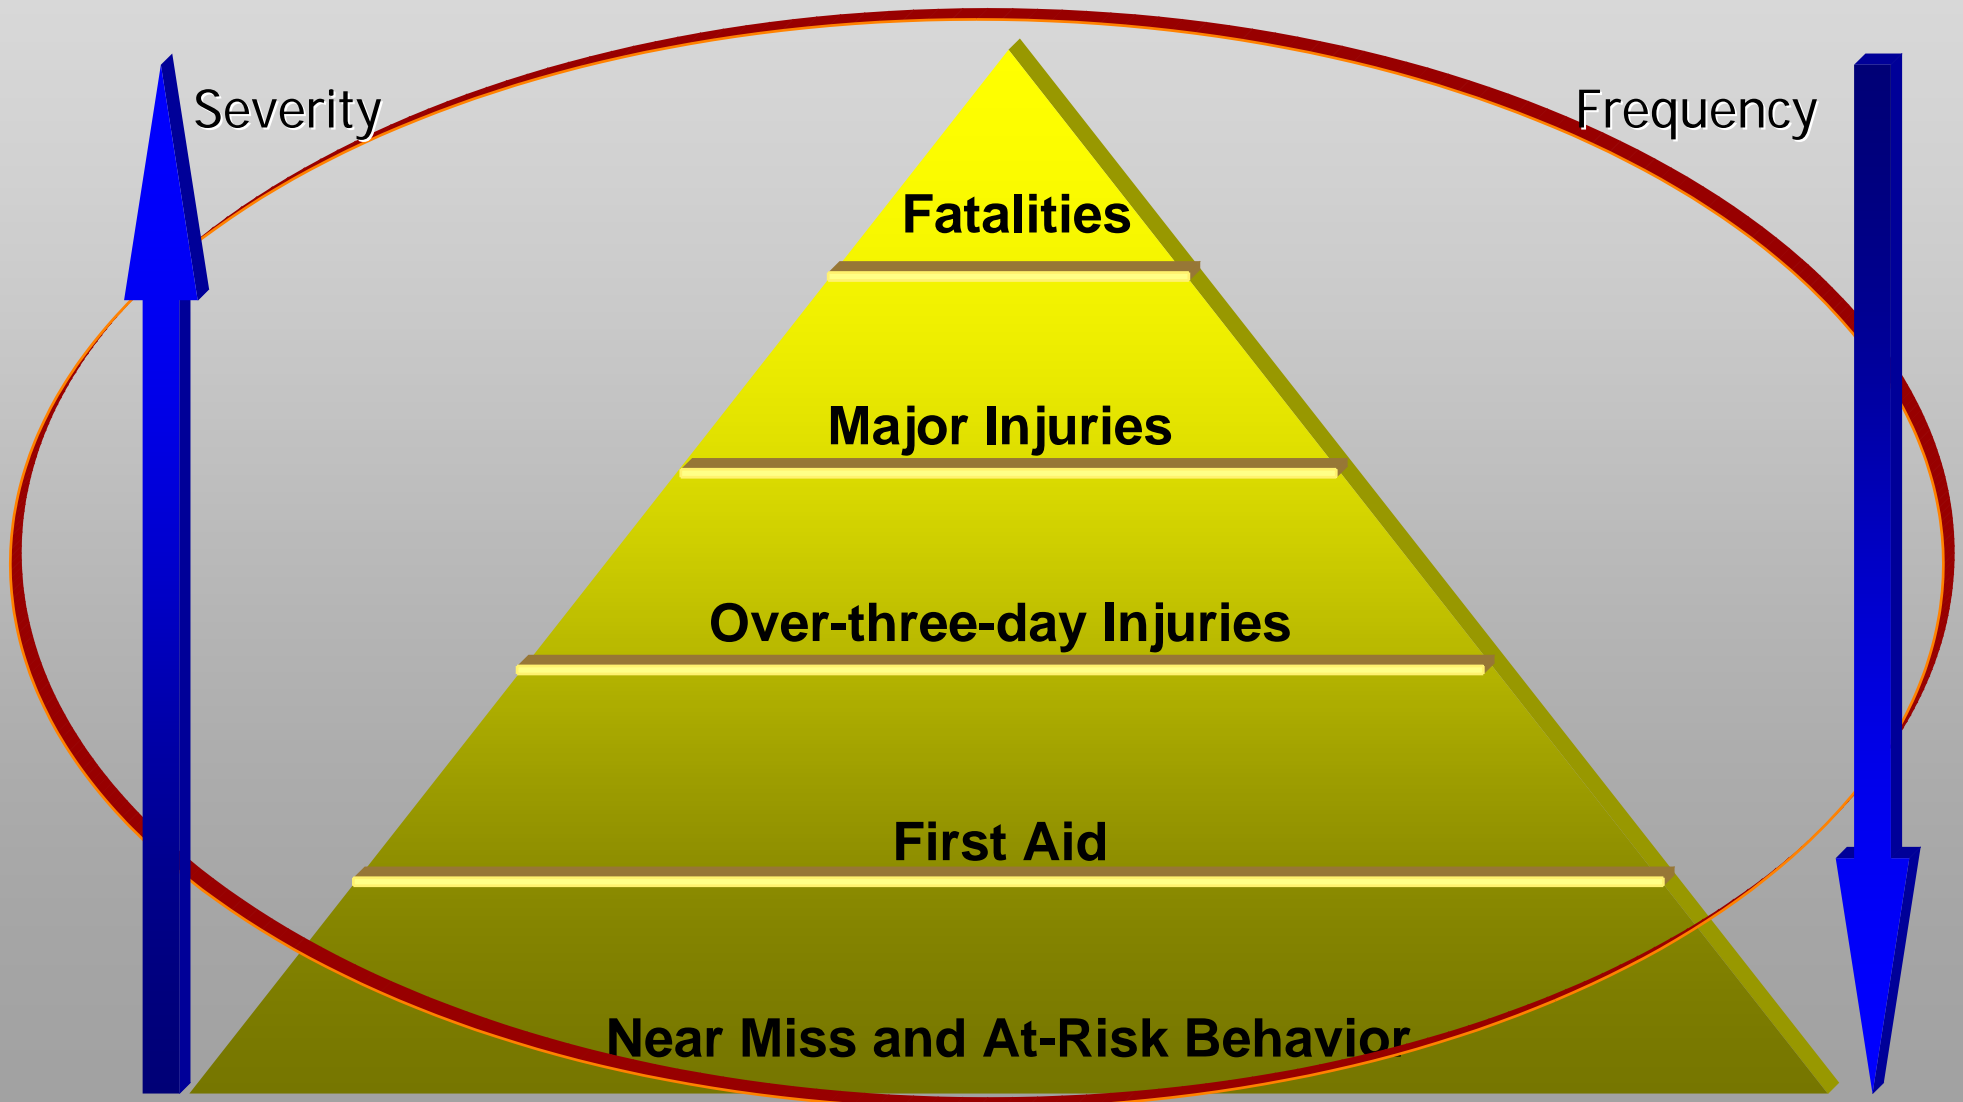 Severity
Frequency
Fatalities
Major Injuries
Over-three-day Injuries
First Aid
Near Miss and At-Risk Behavior